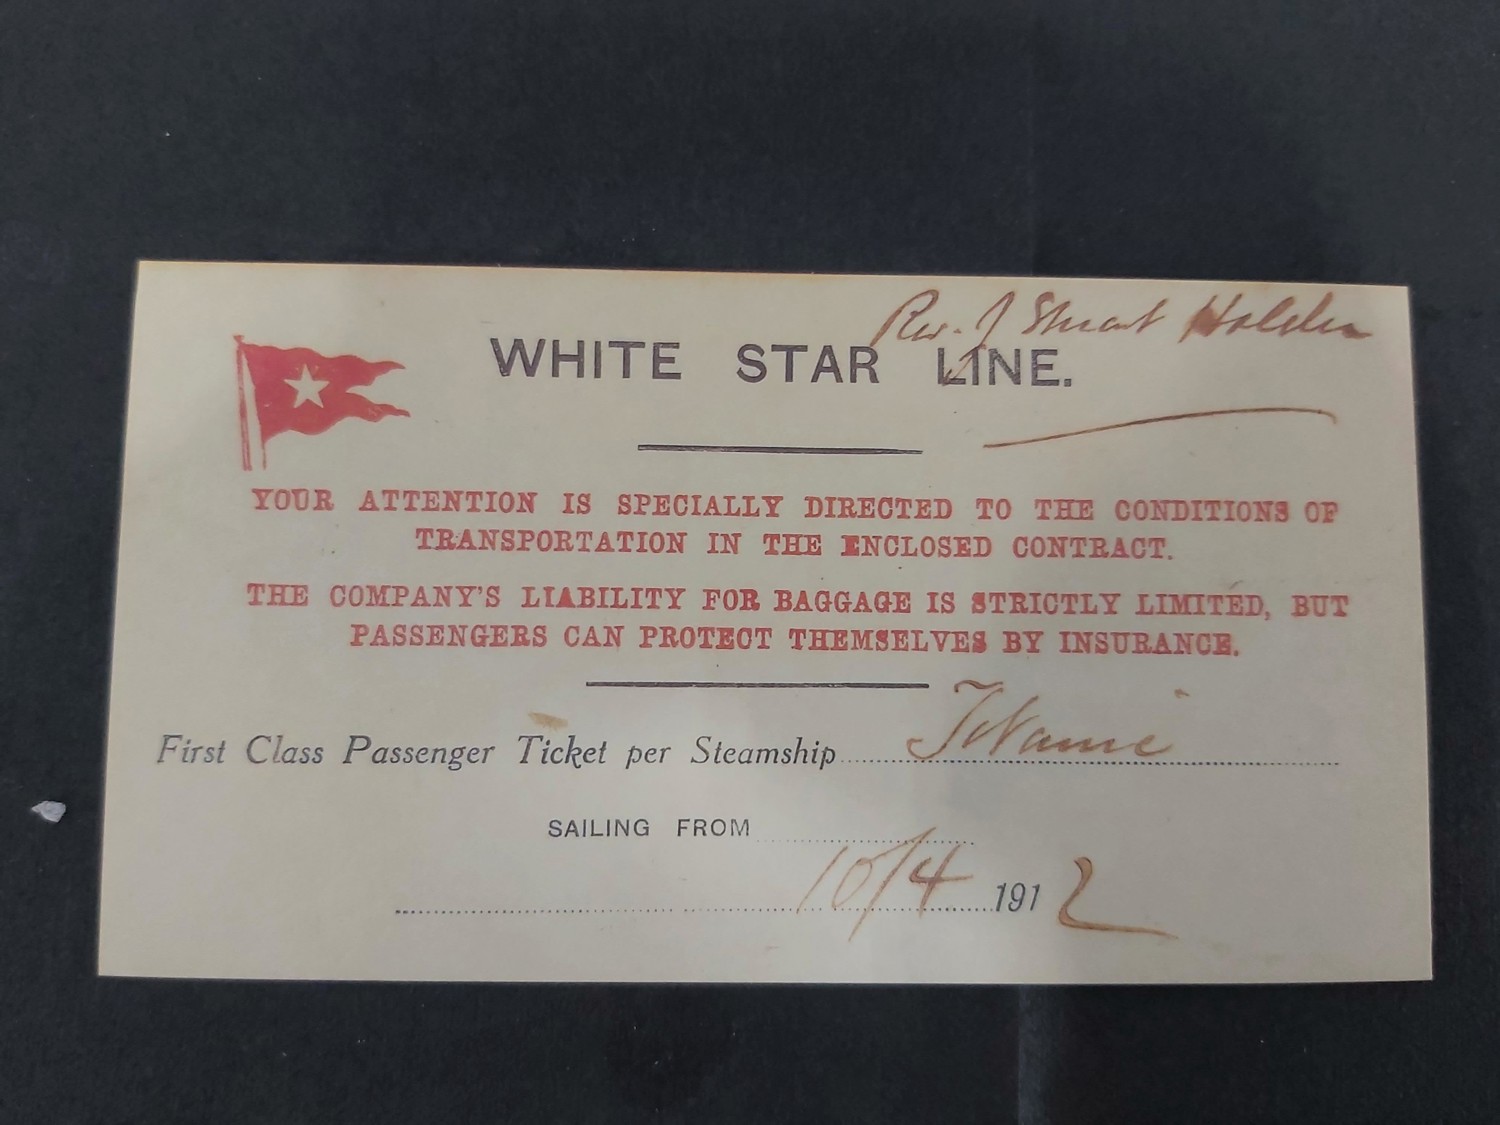 Rev. J Stuart Holden
WHITE STAR LINE.
YOUR ATTENTION IS SPECIALLY DIRECTED TO THE CONDITIONS OF
TRANSPORTATION IN THE ENCLOSED CONTRACT.
THE COMPANY'S LIABILITY FOR BAGGAGE IS STRICTLY LIMITED, BUT
PASSENGERS CAN PROTECT THEMSELVES BY INSURANCE.
First Class Passenger Ticket per Steamship Titanic
SAILING FROM
10/4 1912